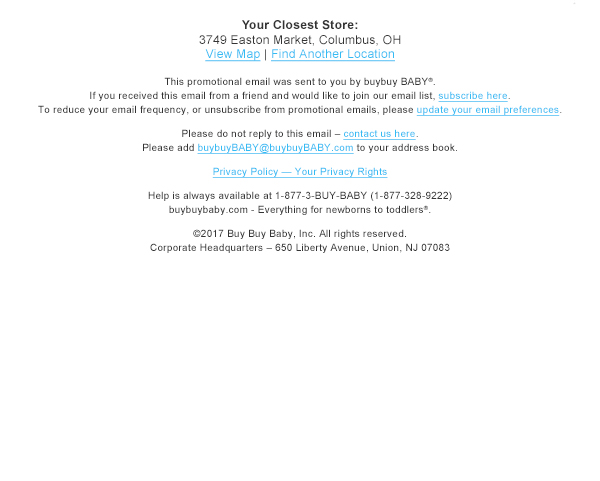 Your Closest Store:
3749 Easton Market, Columbus, OH
View Map | Find Another Location
This promotional email was sent to you by buybuy BABY®.
If you received this email from a friend and would like to join our email list, subscribe here.
To reduce your email frequency, or unsubscribe from promotional emails, please update your email preferences.
Please do not reply to this email – contact us here.
Please add buybuyBABY@buybuyBABY.com to your address book.
Privacy Policy — Your Privacy Rights
Help is always available at 1-877-3-BUY-BABY (1-877-328-9222)
buybuybaby.com - Everything for newborns to toddlers®.
©2017 Buy Buy Baby, Inc. All rights reserved.
Corporate Headquarters – 650 Liberty Avenue, Union, NJ 07083